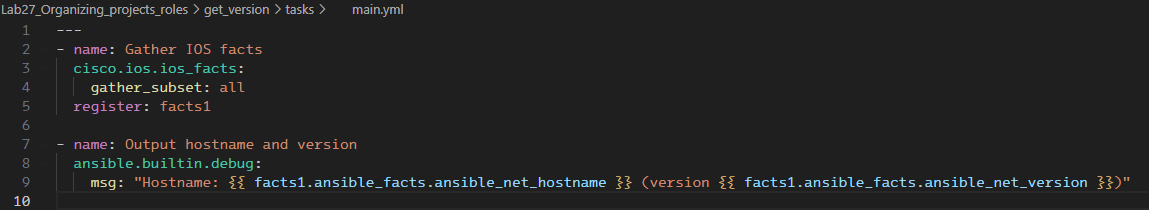 Lab27_Organizing_projects_roles > get_version > tasks > main.yml
1 ---
2 - name: Gather IOS facts
3   cisco.ios.ios_facts:
4     gather_subset: all
5   register: facts1
6
7 - name: Output hostname and version
8   ansible.builtin.debug:
9     msg: "Hostname: {{ facts1.ansible_facts.ansible_net_hostname }} (version {{ facts1.ansible_facts.ansible_net_version }})"
10